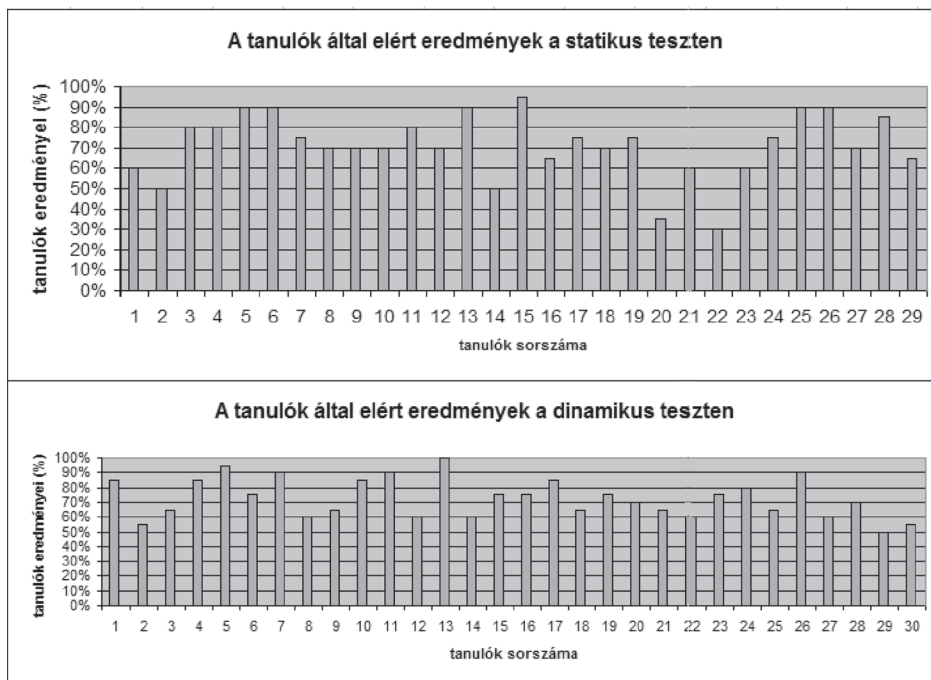 A tanulók által elért eredmények a statikus teszten
tanulók eredményei (%)
100%
90%
80%
70%
60%
50%
40%
30%
20%
10%
0%
1 2 3 4 5 6 7 8 9 10 11 12 13 14 15 16 17 18 19 20 21 22 23 24 25 26 27 28 29
tanulók sorszáma
A tanulók által elért eredmények a dinamikus teszten
tanulók eredményei (%)
100%
90%
80%
70%
60%
50%
40%
30%
20%
10%
0%
1 2 3 4 5 6 7 8 9 10 11 12 13 14 15 16 17 18 19 20 21 22 23 24 25 26 27 28 29 30
tanulók sorszáma